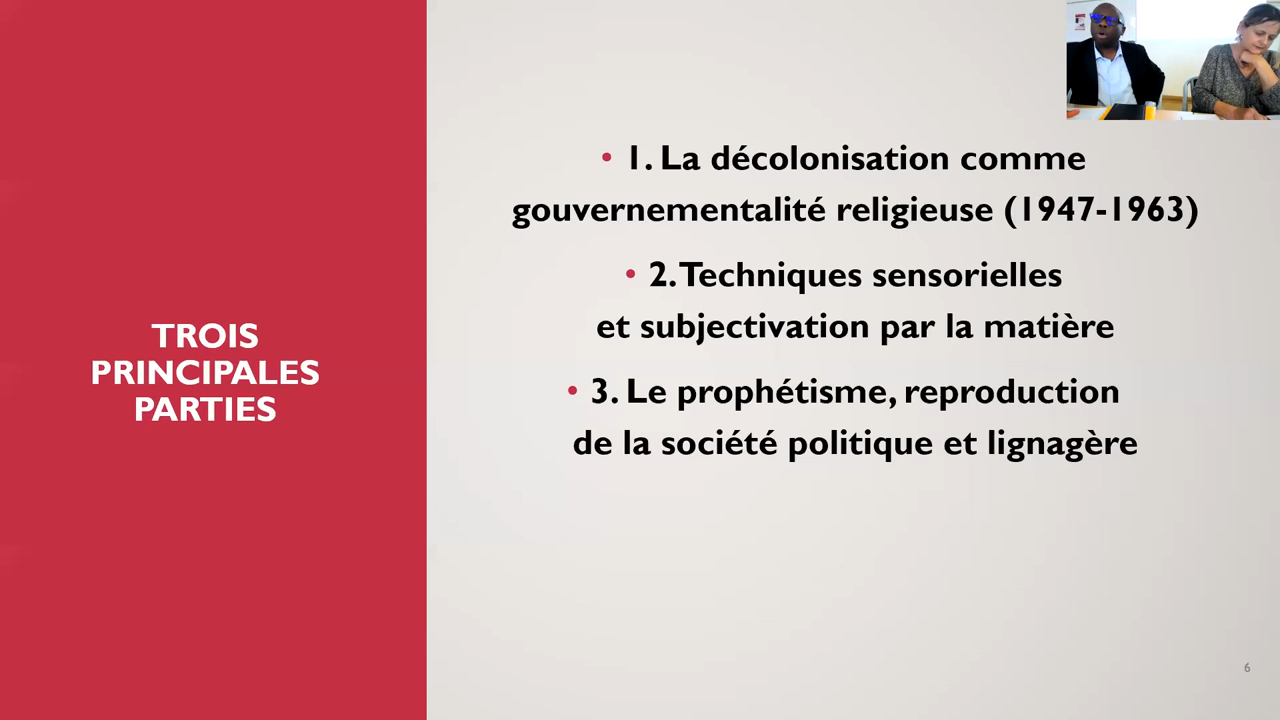 TROIS
PRINCIPALES
PARTIES
• 1. La décolonisation comme
gouvernementalité religieuse (1947-1963)
• 2. Techniques sensorielles
et subjectivation par la matière
• 3. Le prophétisme, reproduction
de la société politique et lignagère
6